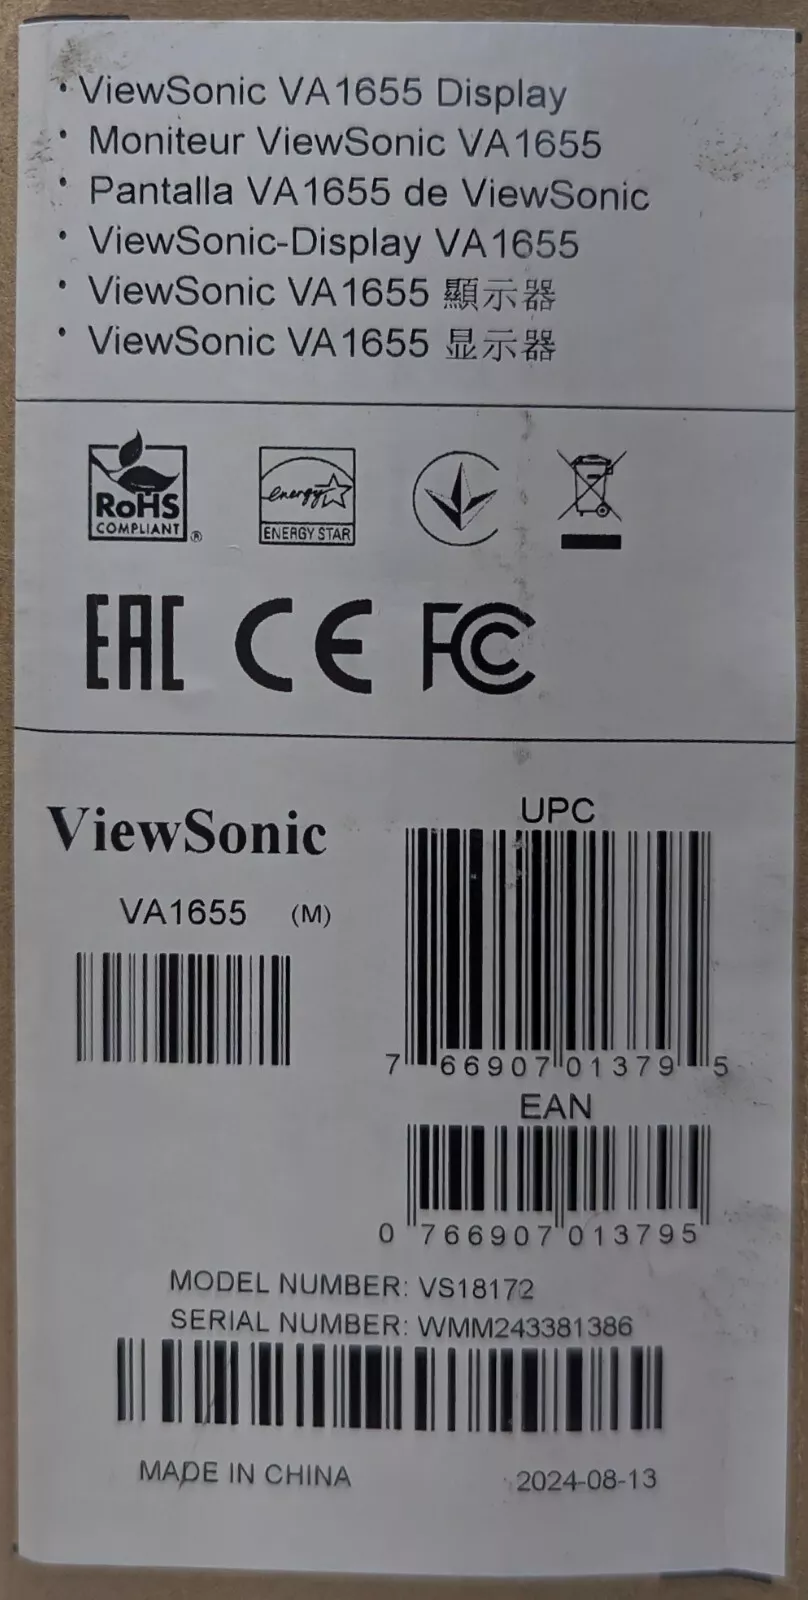 · ViewSonic VA1655 Display
· Moniteur ViewSonic VA1655
· Pantalla VA1655 de ViewSonic
· ViewSonic-Display VA1655
· ViewSonic VA1655 顯示器
· ViewSonic VA1655 显示器
RoHS
COMPLIANT ®
energy
ENERGY STAR
EAC CE FC
ViewSonic
VA1655 (M)
UPC
7 66907 01379 5
EAN
0 766907 013795
MODEL NUMBER: VS18172
SERIAL NUMBER: WMM243381386
MADE IN CHINA 2024-08-13